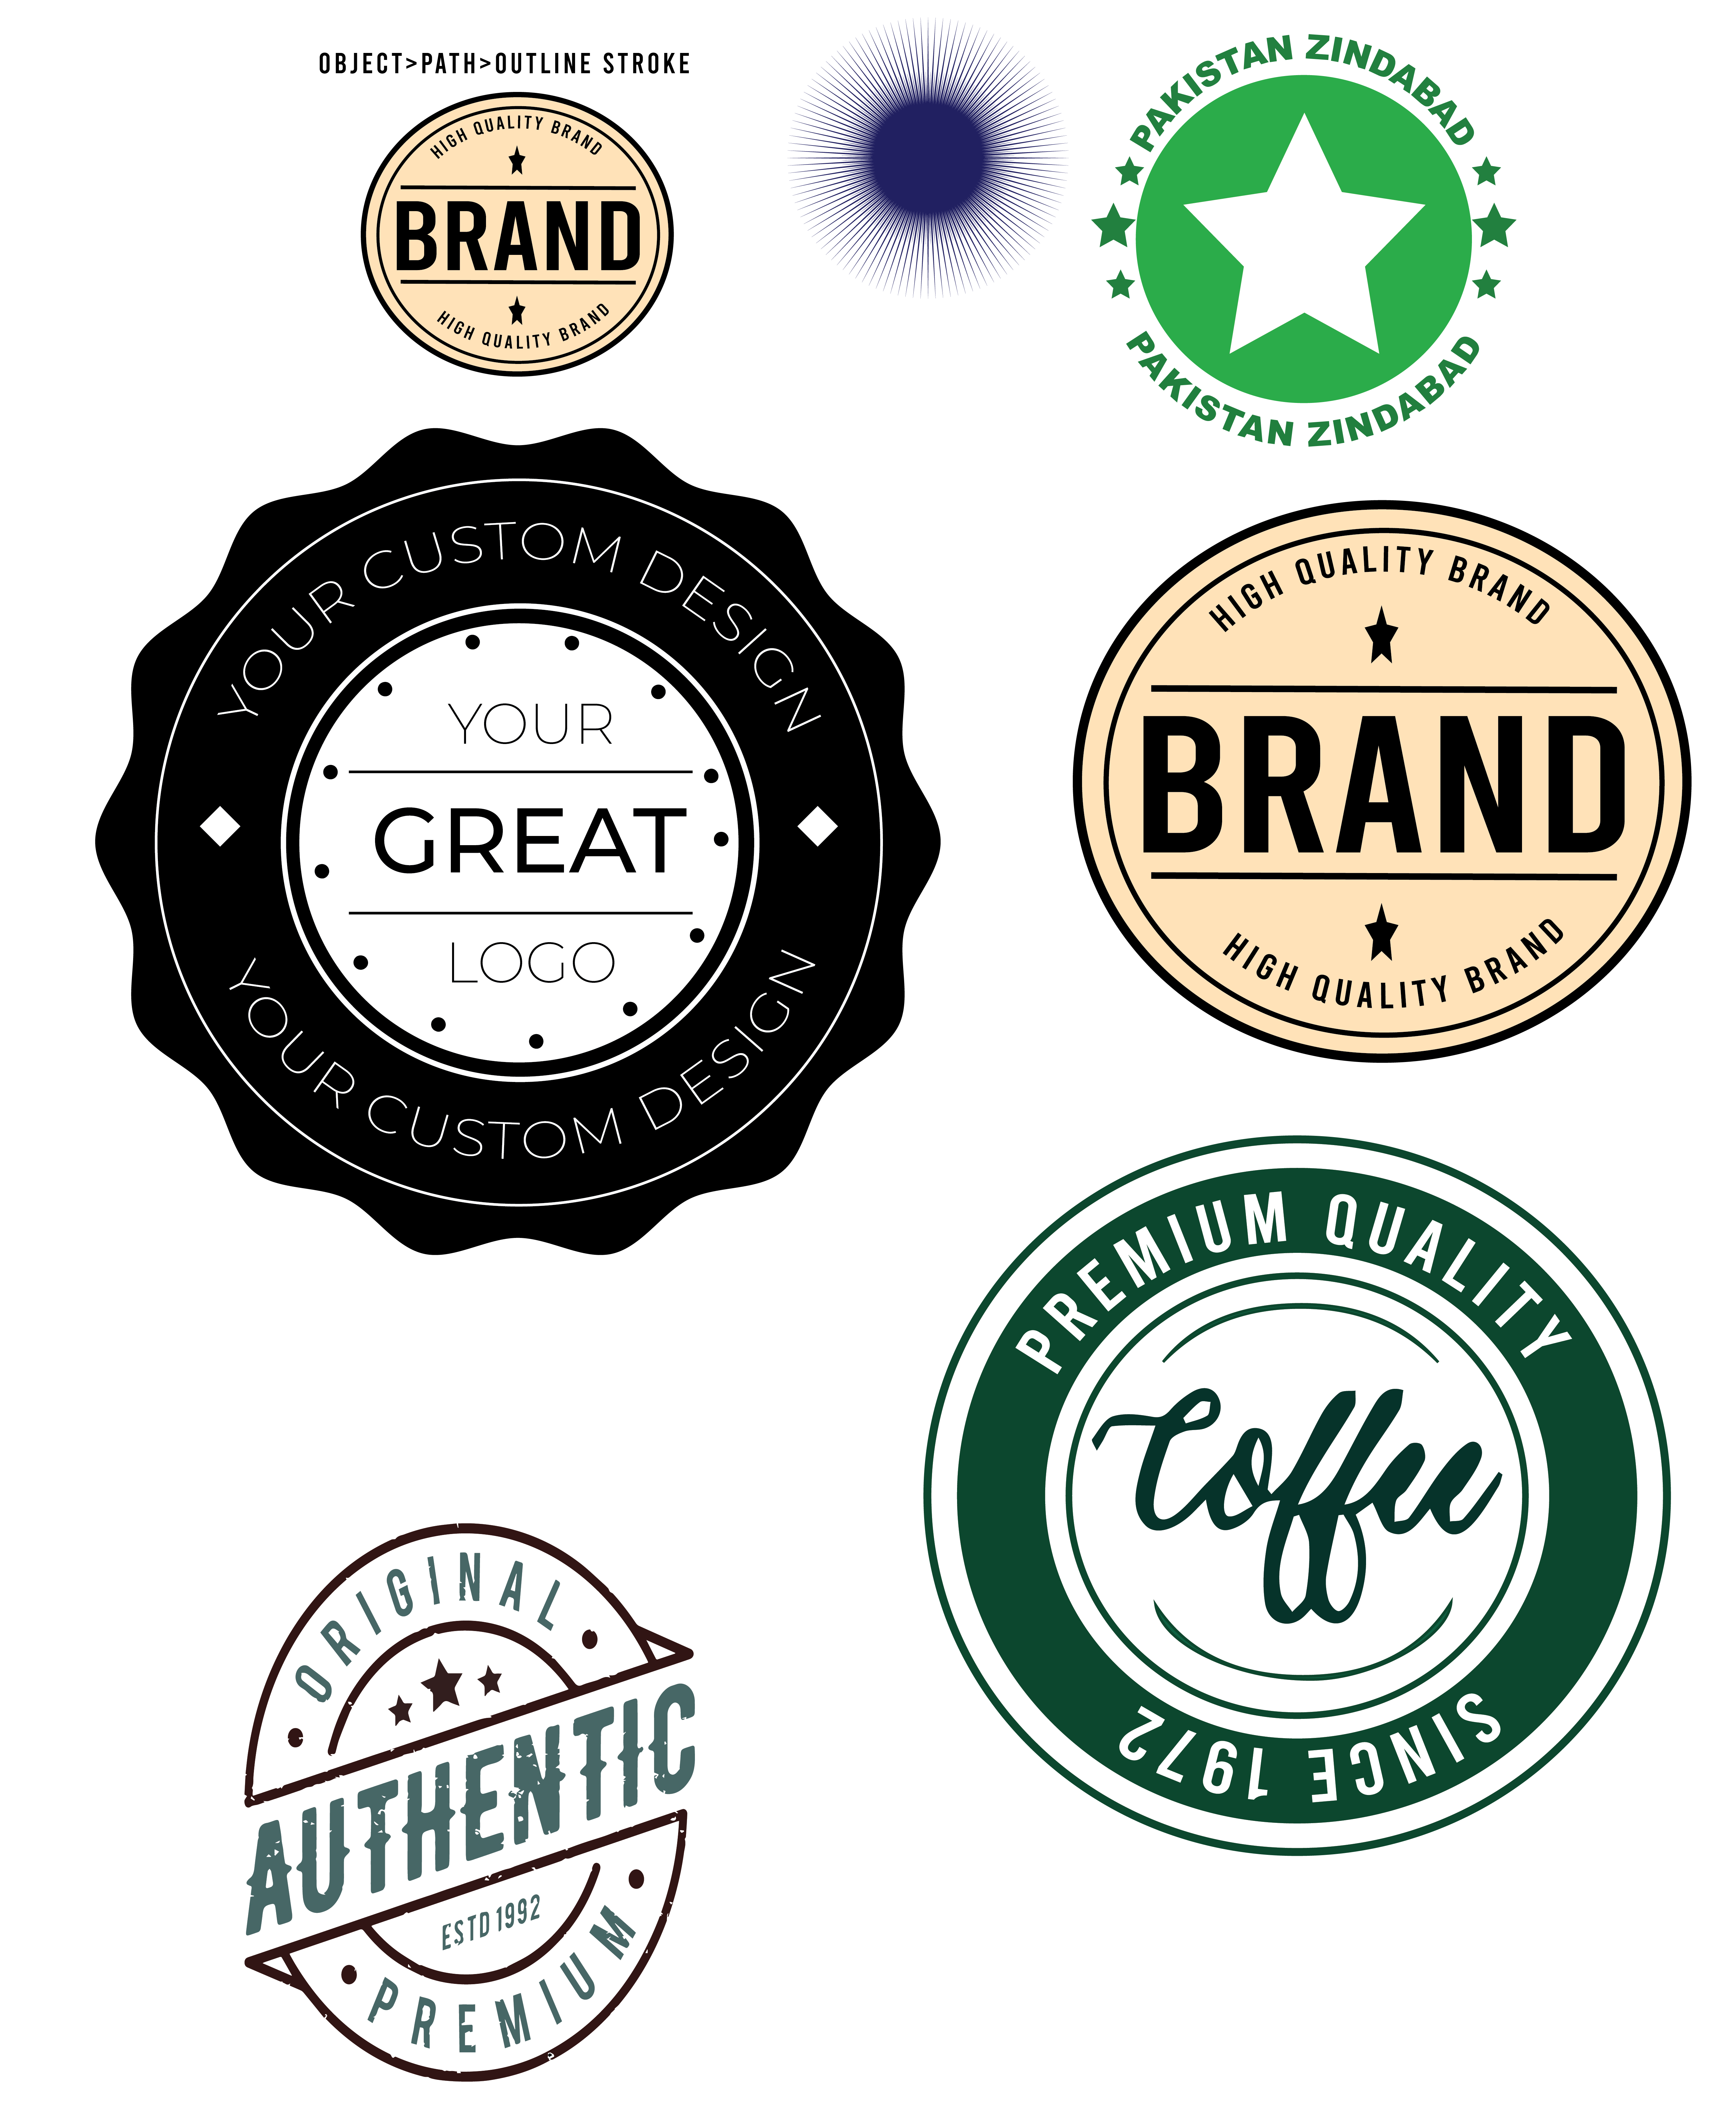 OBJECT>PATH>OUTLINE STROKE
HIGH QUALITY BRAND
BRAND
HIGH QUALITY BRAND
PAKISTAN ZINDABAD
PAKISTAN ZINDABAD
YOUR CUSTOM DESIGN
YOUR
GREAT
LOGO
YOUR CUSTOM DESIGN
HIGH QUALITY BRAND
BRAND
HIGH QUALITY BRAND
PREMIUM QUALITY
Coffee
SINCE 1972
ORIGINAL
AUTHENTIC
ESTD 1992
PREMIUM